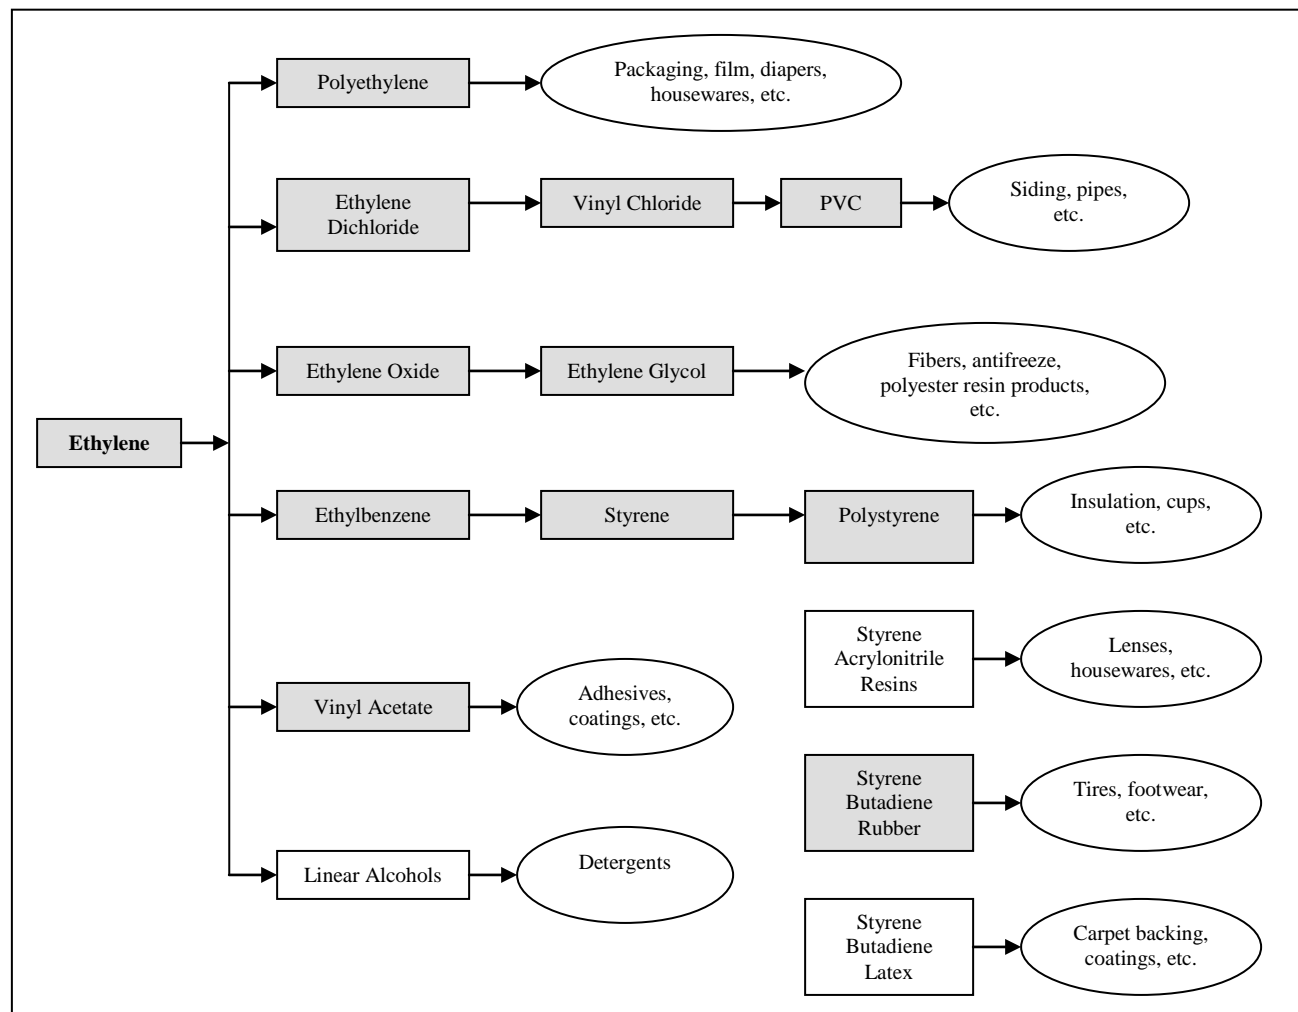 Polyethylene
Packaging, film, diapers,
housewares, etc.
Ethylene
Dichloride
Vinyl Chloride
PVC
Siding, pipes,
etc.
Ethylene Oxide
Ethylene Glycol
Fibers, antifreeze,
polyester resin products,
etc.
Ethylene
Ethylbenzene
Styrene
Polystyrene
Insulation, cups,
etc.
Styrene
Acrylonitrile
Resins
Lenses,
housewares, etc.
Vinyl Acetate
Adhesives,
coatings, etc.
Styrene
Butadiene
Rubber
Tires, footwear,
etc.
Linear Alcohols
Detergents
Styrene
Butadiene
Latex
Carpet backing,
coatings, etc.